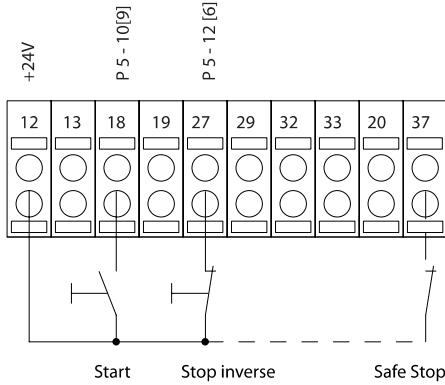 +24V
P 5 - 10[9]
P 5 - 12 [6]
12 13 18 19 27 29 32 33 20 37
Start Stop inverse Safe Stop